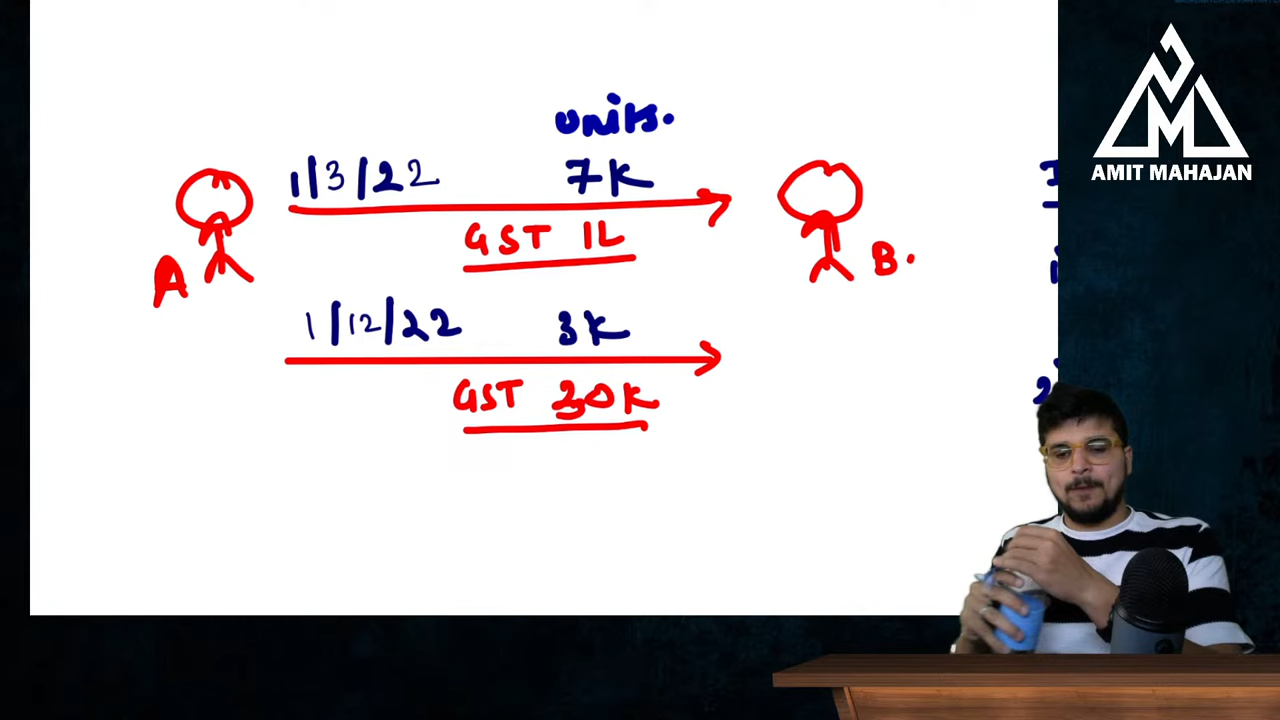 units.
1/3/22 7K
GST 1L
A
B.
1/12/22 3K
GST 30K
AMIT MAHAJAN